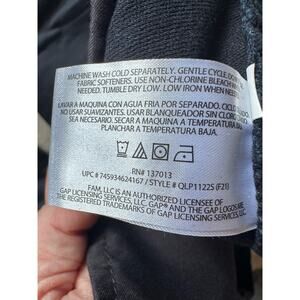 MACHINE WASH COLD SEPARATELY. GENTLE CYCLE.
FABRIC SOFTENERS. USE NON-CHLORINE BLEACH
NEEDED. TUMBLE DRY LOW. LOW IRON WHEN
NEEDED.
LAVAR A MAQUINA CON AGUA FRIA POR SEPARADO. CICLO
NO USAR SUAVIZANTES. USAR BLANQUEADOR SIN CLORO
SEA NECESARIO. SECAR A MAQUINA A TEMPERATURA
PLANCHAR A TEMPERATURA BAJA.
RN# 137013
UPC # 745934624167 / STYLE # QLP1122S (F21)
FAM, LLC IS AN AUTHORIZED LICENSEE OF
GAP LICENSING SERVICES, LLC. GAP® AND THE GAP LOGOS ARE
THE REGISTERED TRADEMARKS OF GAP LICENSING SERVICES, LLC.